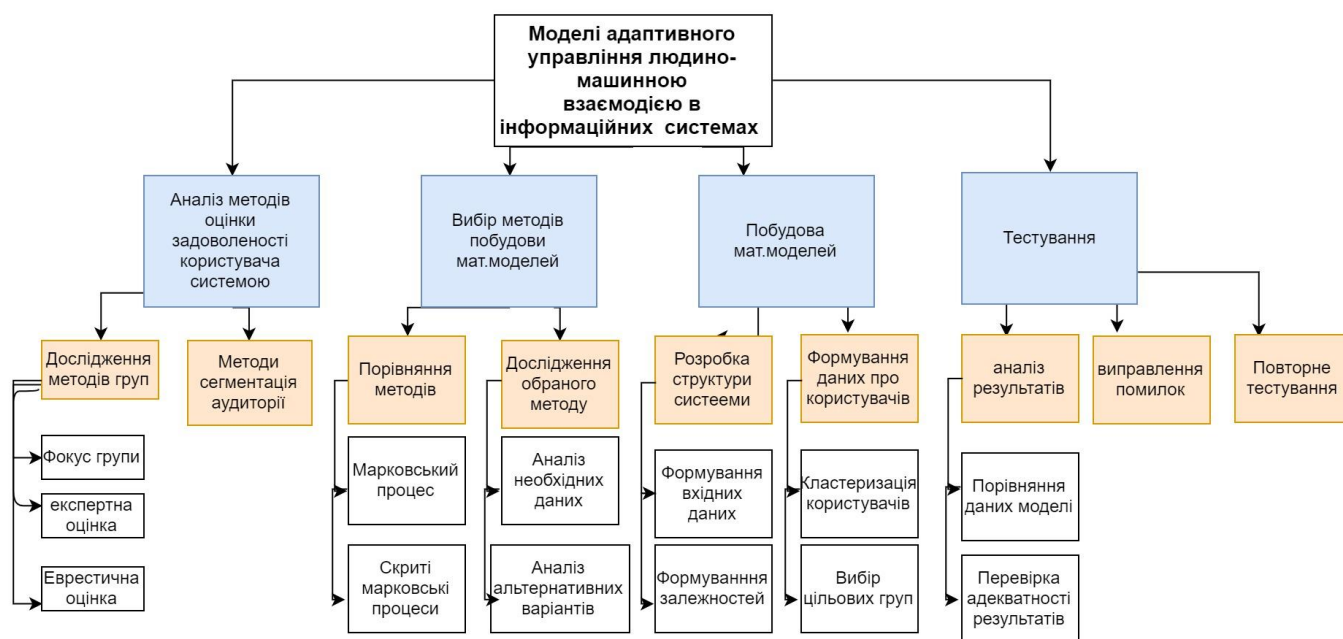 Моделі адаптивного
управління людино-
машинною
взаємодією в
інформаційних системах
Аналіз методів
оцінки
задоволеності
користувача
системою
Вибір методів
побудови
мат.моделей
Побудова
мат.моделей
Тестування
Дослідження
методів груп
Методи
сегментація
аудиторії
Порівняння
методів
Дослідження
обраного
методу
Розробка
структури
систееми
Формування
даних про
користувачів
аналіз
результатів
виправлення
помилок
Повторне
тестування
Фокус групи
експертна
оцінка
Еврестична
оцінка
Марковський
процес
Скриті
марковські
процеси
Аналіз
необхідних
даних
Аналіз
альтернативних
варіантів
Формування
вхідних
даних
Формуванння
залежностей
Кластеризація
користувачів
Вибір
цільових груп
Порівняння
даних моделі
Перевірка
адекватності
результатів